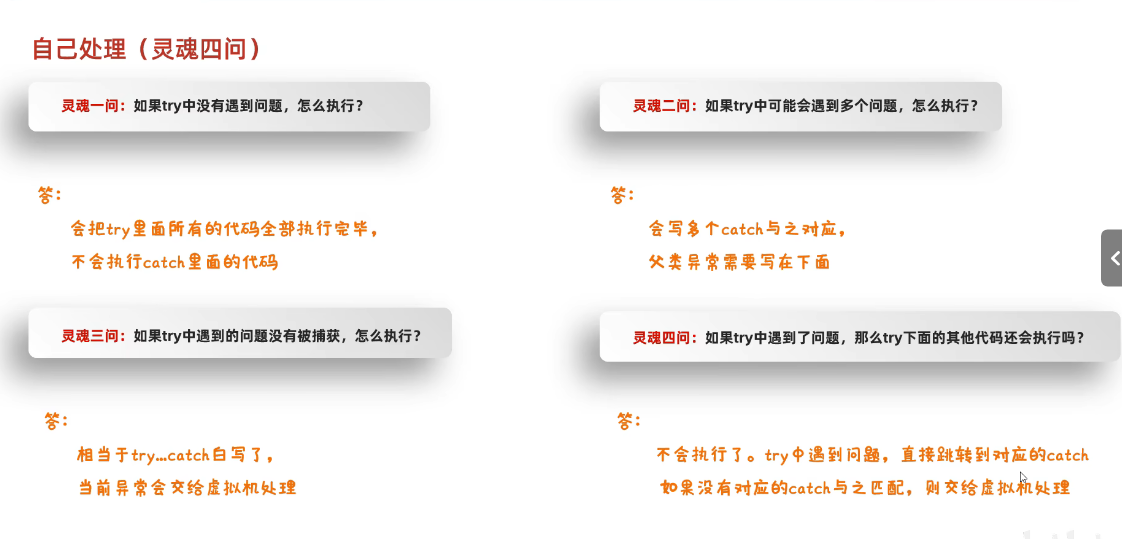 自己处理（灵魂四问）
灵魂一问：如果try中没有遇到问题，怎么执行？
答：
会把try里面所有的代码全部执行完毕，
不会执行catch里面的代码
灵魂二问：如果try中可能会遇到多个问题，怎么执行？
答：
会写多个catch与之对应，
父类异常需要写在下面
灵魂三问：如果try中遇到的问题没有被捕获，怎么执行？
答：
相当于try...catch白写了，
当前异常会交给虚拟机处理
灵魂四问：如果try中遇到了问题，那么try下面的其他代码还会执行吗？
答：
不会执行了。try中遇到问题，直接跳转到对应的catch
如果没有对应的catch与之匹配，则交给虚拟机处理